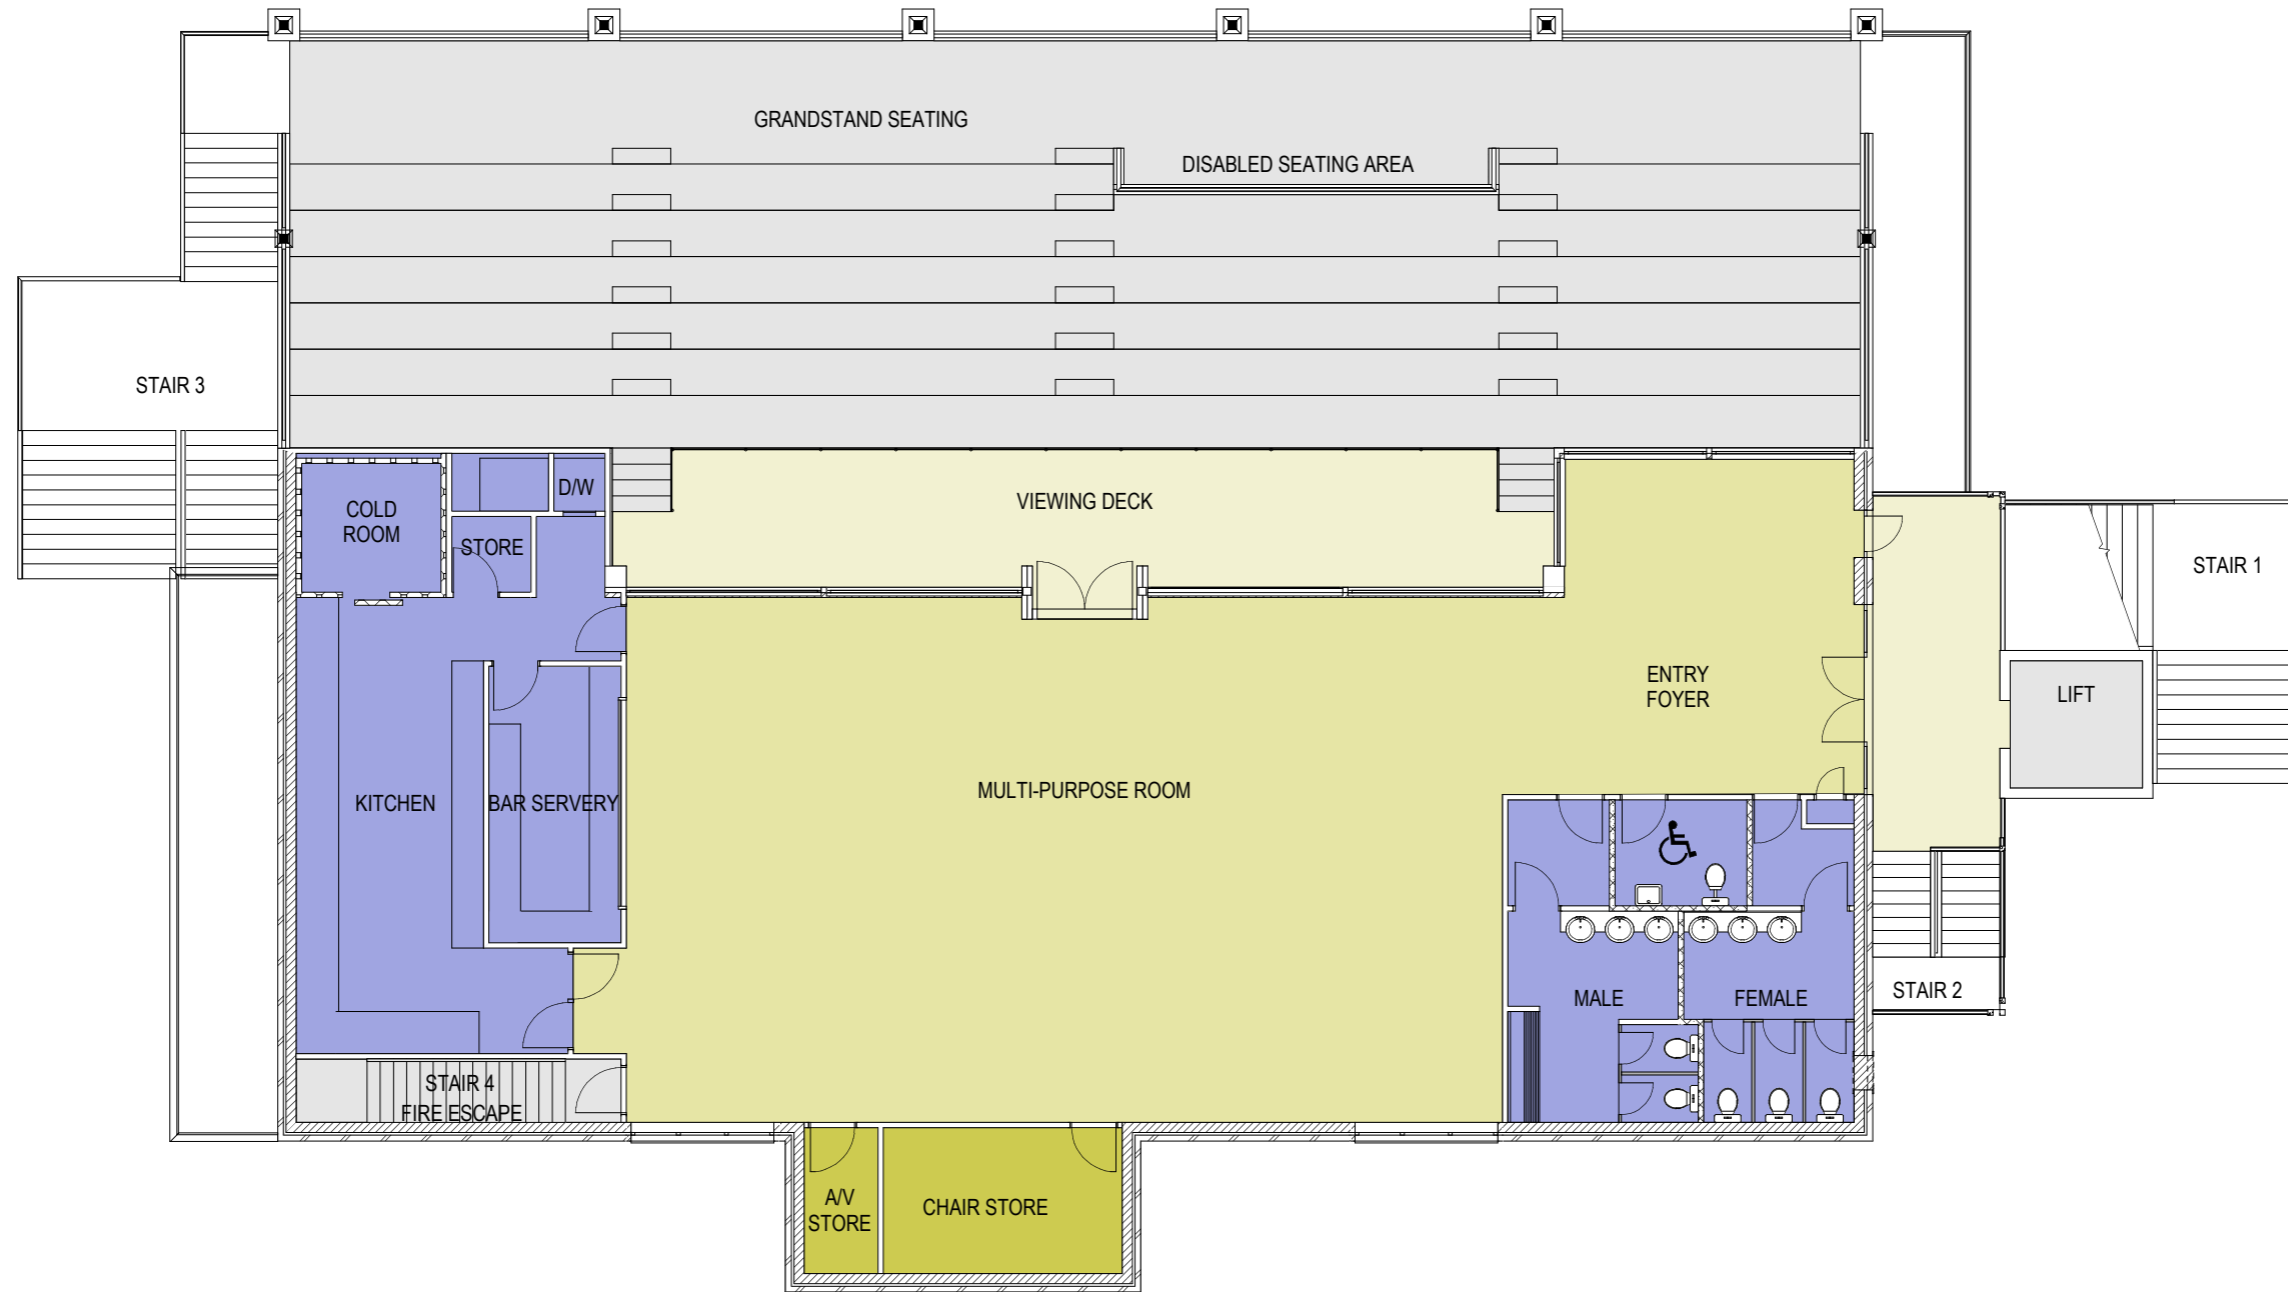 GRANDSTAND SEATING
DISABLED SEATING AREA
STAIR 3
COLD
ROOM
D/W
STORE
VIEWING DECK
STAIR 1
ENTRY
FOYER
LIFT
KITCHEN
BAR SERVERY
MULTI-PURPOSE ROOM
MALE
FEMALE
STAIR 2
STAIR 4
FIRE ESCAPE
A/V
STORE
CHAIR STORE